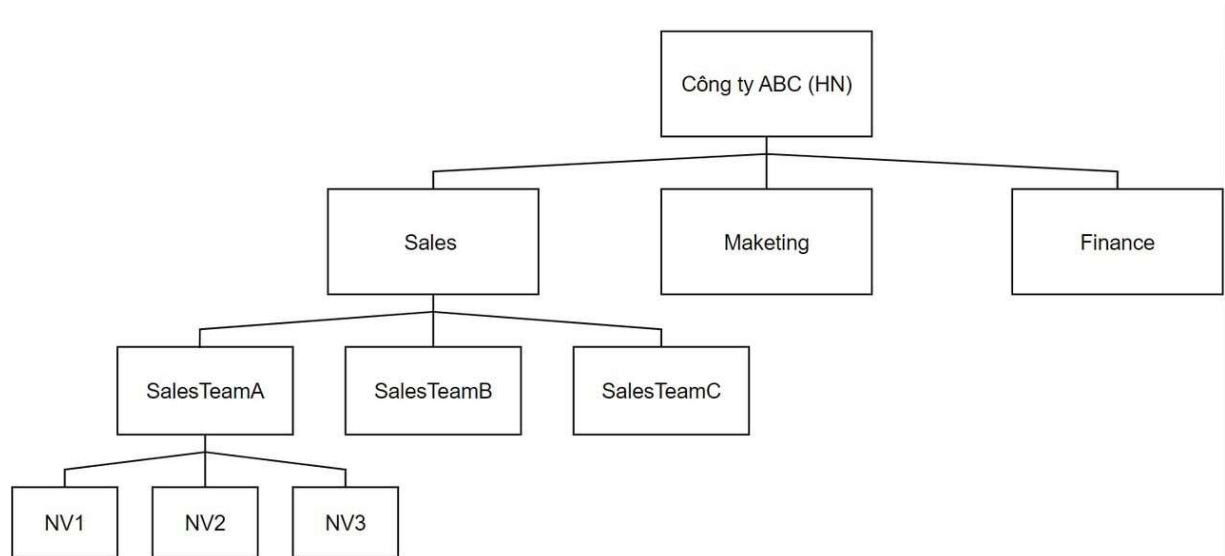 Công ty ABC (HN)
Sales
Maketing
Finance
SalesTeamA
SalesTeamB
SalesTeamC
NV1
NV2
NV3